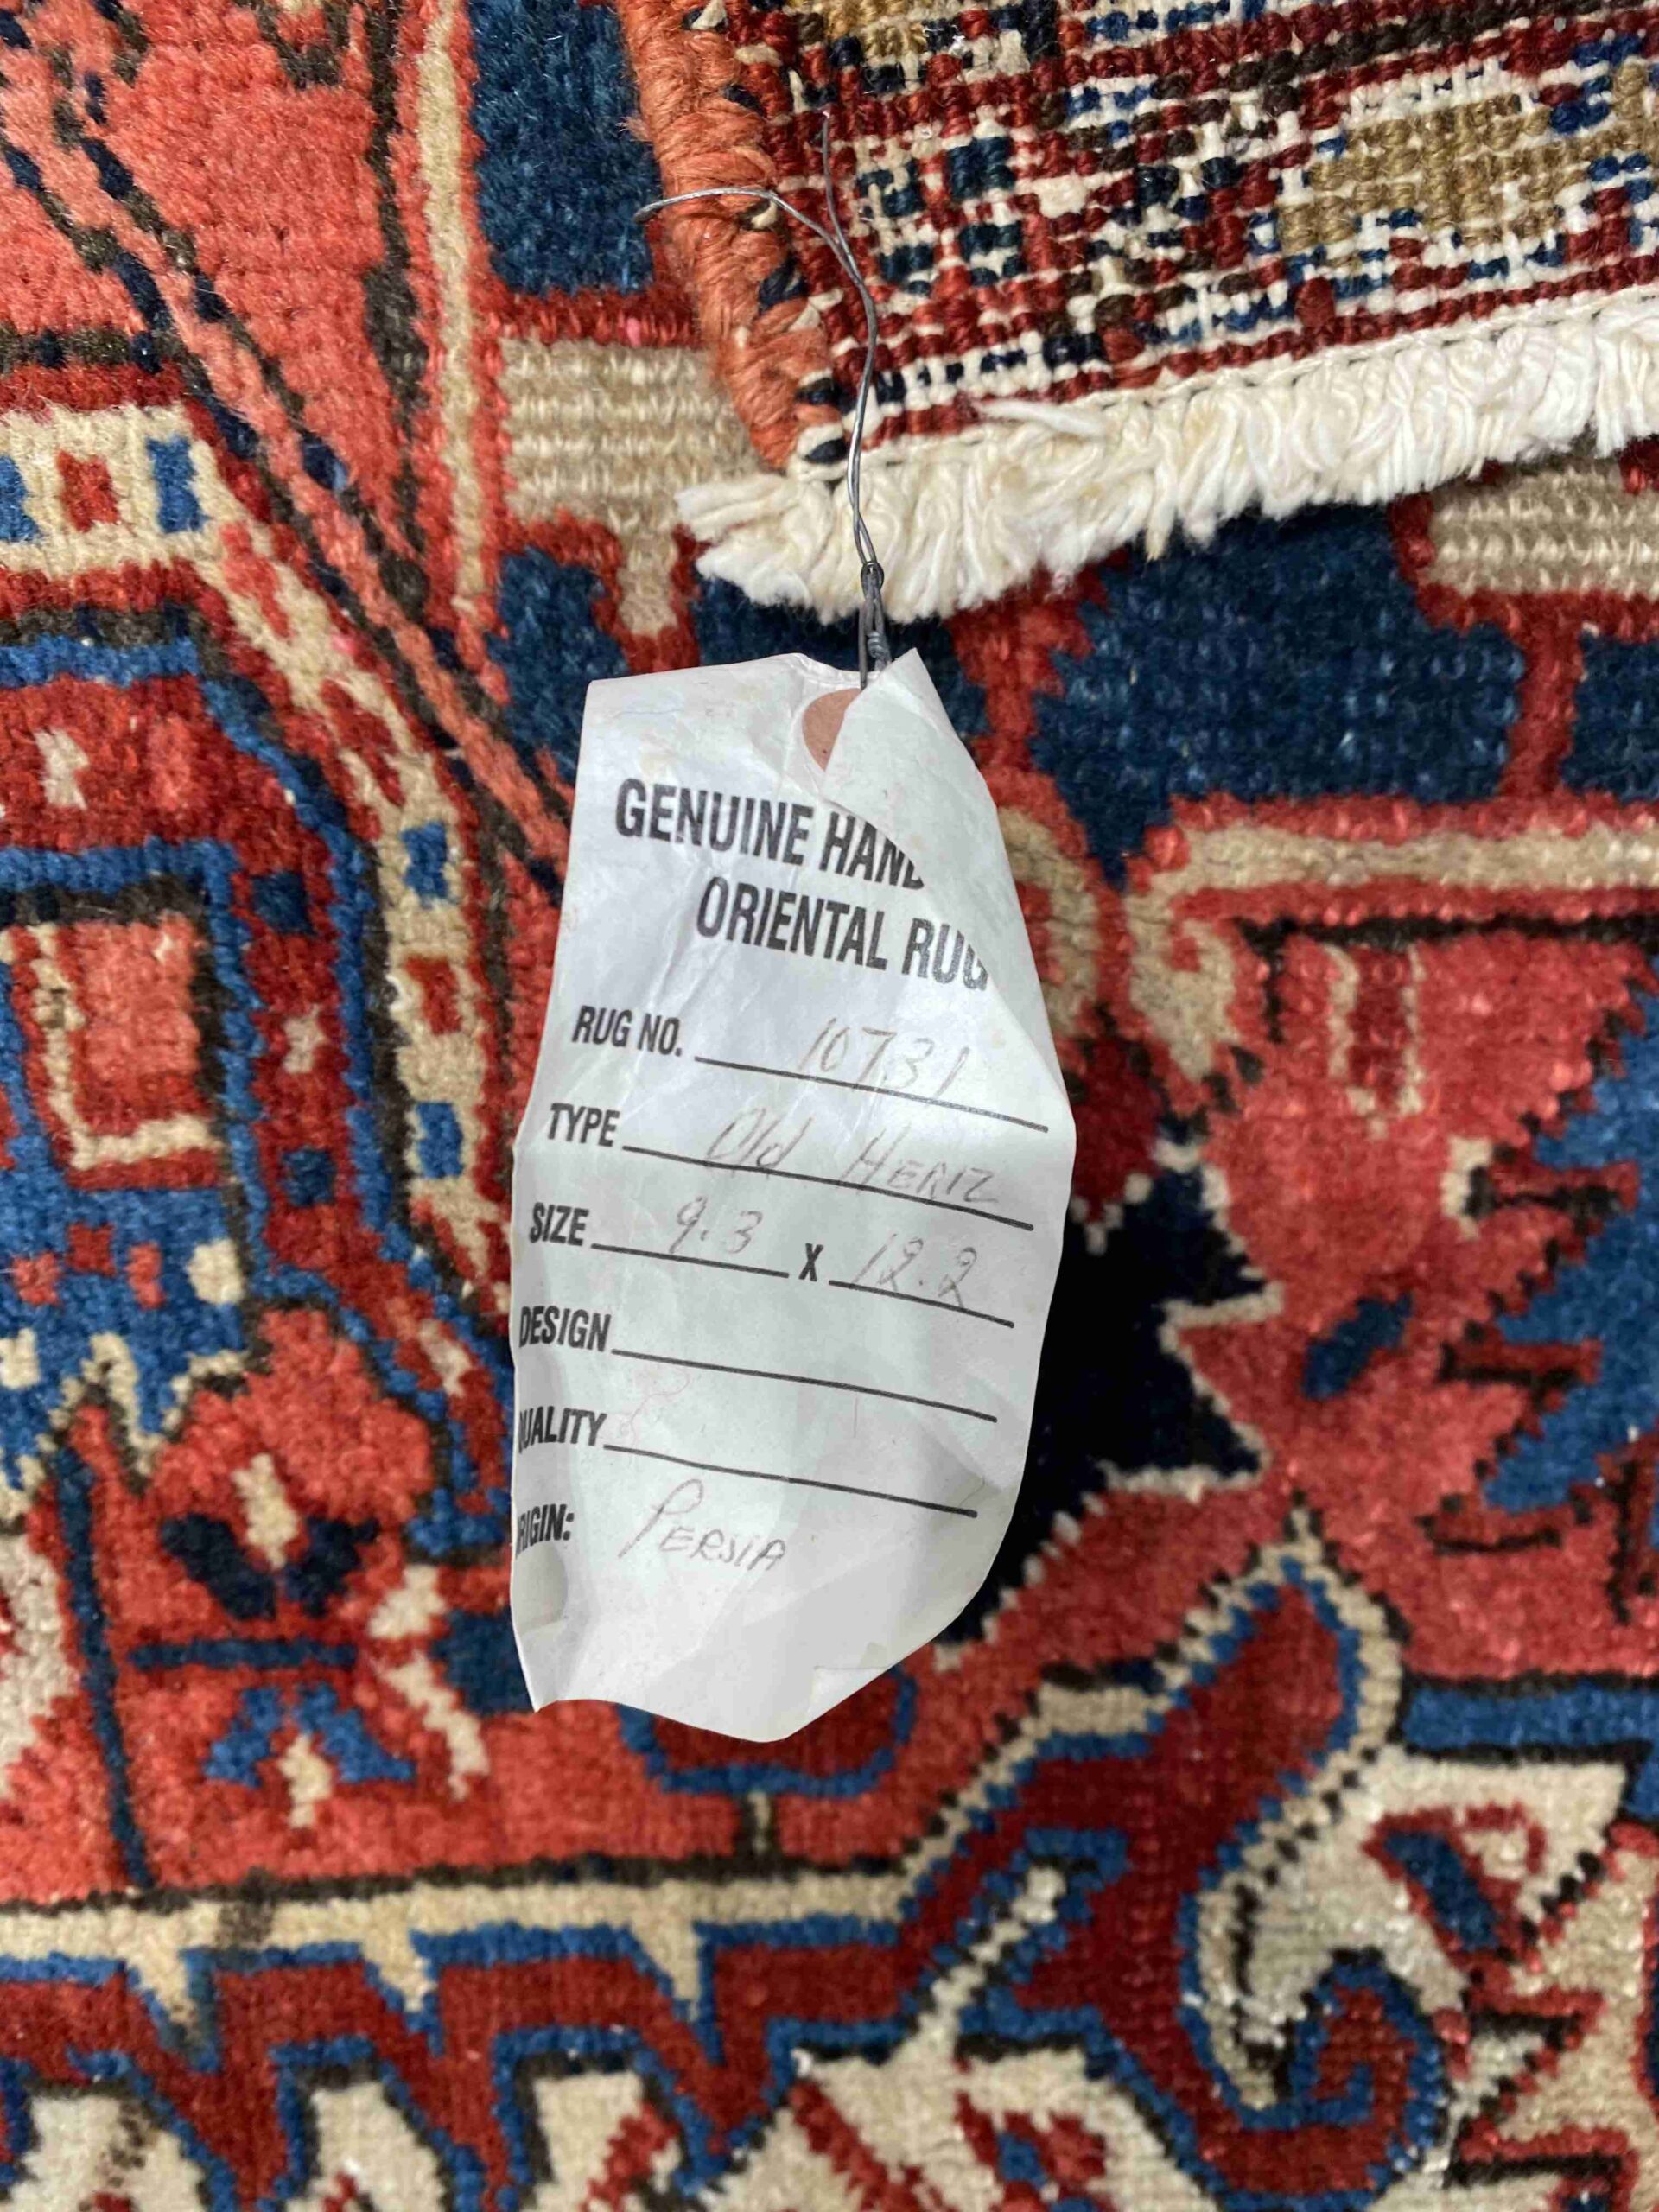 GENUINE HAND
ORIENTAL RUG
RUG NO. 10731
TYPE Old HERIZ
SIZE 9.3 X 12.2
DESIGN
UALITY
RIGIN: PERSIA